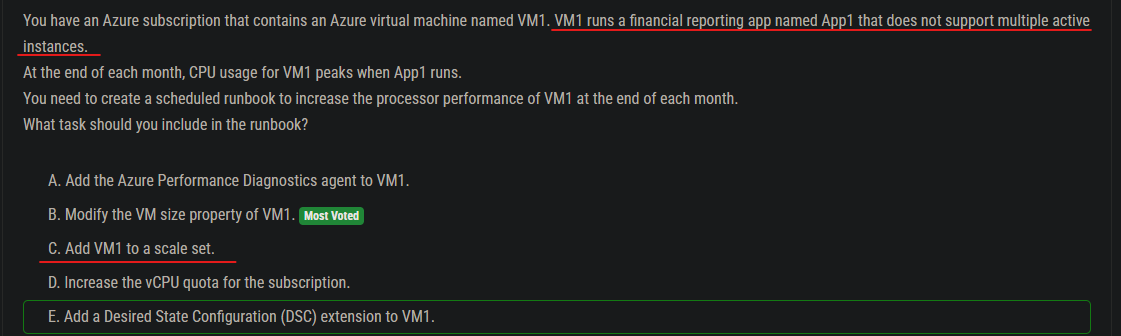 You have an Azure subscription that contains an Azure virtual machine named VM1. VM1 runs a financial reporting app named App1 that does not support multiple active
instances.
At the end of each month, CPU usage for VM1 peaks when App1 runs.
You need to create a scheduled runbook to increase the processor performance of VM1 at the end of each month.
What task should you include in the runbook?
A. Add the Azure Performance Diagnostics agent to VM1.
B. Modify the VM size property of VM1. Most Voted
C. Add VM1 to a scale set.
D. Increase the vCPU quota for the subscription.
E. Add a Desired State Configuration (DSC) extension to VM1.